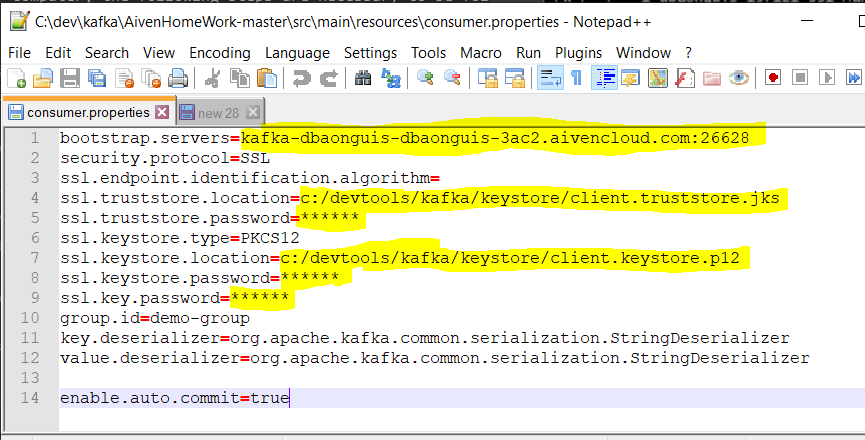 C:\dev\kafka\AivenHomeWork-master\src\main\resources\consumer.properties - Notepad++
File Edit Search View Encoding Language Settings Tools Macro Run Plugins Window ?
consumer.properties new 28
1 bootstrap.servers=kafka-dbaonguis-dbaonguis-3ac2.aivencloud.com:26628
2 security.protocol=SSL
3 ssl.endpoint.identification.algorithm=
4 ssl.truststore.location=c:/devtools/kafka/keystore/client.truststore.jks
5 ssl.truststore.password=******
6 ssl.keystore.type=PKCS12
7 ssl.keystore.location=c:/devtools/kafka/keystore/client.keystore.p12
8 ssl.keystore.password=******
9 ssl.key.password=******
10 group.id=demo-group
11 key.deserializer=org.apache.kafka.common.serialization.StringDeserializer
12 value.deserializer=org.apache.kafka.common.serialization.StringDeserializer
13
14 enable.auto.commit=true